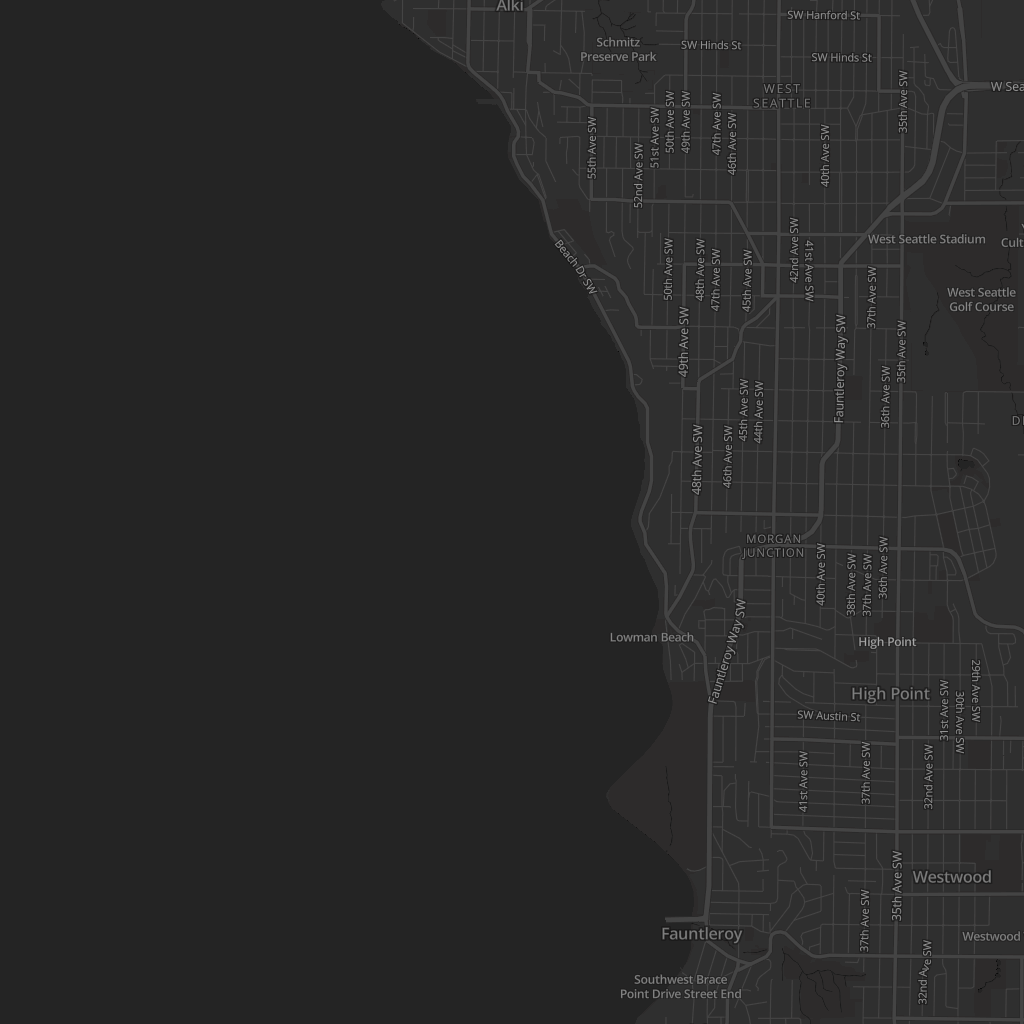 Alki
SW Hanford St
Schmitz
Preserve Park
SW Hinds St
SW Hinds St
WEST
SEATTLE
W Sea
35th Ave SW
55th Ave SW
52nd Ave SW
51st Ave SW
50th Ave SW
49th Ave SW
47th Ave SW
46th Ave SW
40th Ave SW
West Seattle Stadium
Cult
Beach Dr SW
50th Ave SW
48th Ave SW
47th Ave SW
45th Ave SW
42nd Ave SW
41st Ave SW
37th Ave SW
West Seattle
Golf Course
49th Ave SW
Fauntleroy Way SW
35th Ave SW
36th Ave SW
45th Ave SW
44th Ave SW
48th Ave SW
46th Ave SW
MORGAN
JUNCTION
40th Ave SW
38th Ave SW
37th Ave SW
36th Ave SW
Fauntleroy Way SW
Lowman Beach
High Point
High Point
SW Austin St
31st Ave SW
30th Ave SW
29th Ave SW
41st Ave SW
37th Ave SW
32nd Ave SW
35th Ave SW
Westwood
37th Ave SW
Fauntleroy
Westwood
32nd Ave SW
Southwest Brace
Point Drive Street End